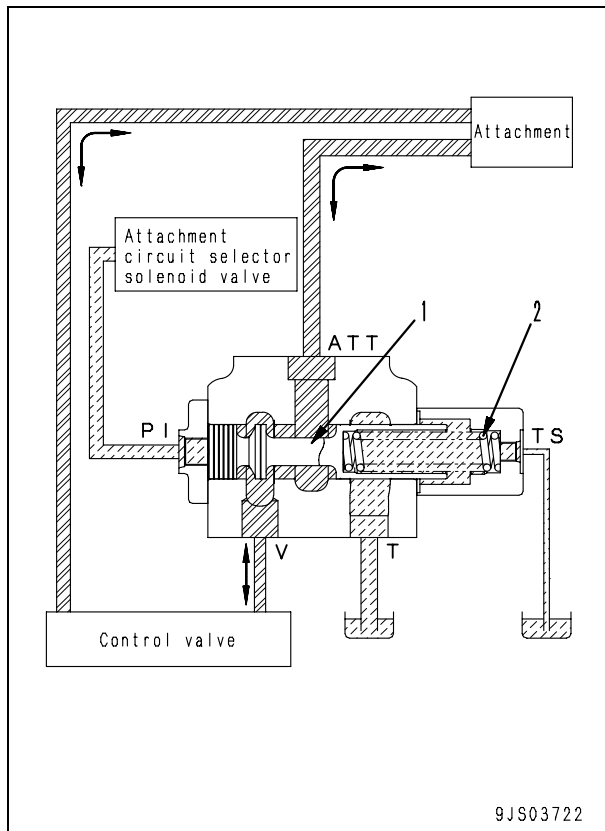 Attachment
Attachment
circuit selector
solenoid valve
1
2
ATT
PI
TS
V
T
Control valve
9JS03722